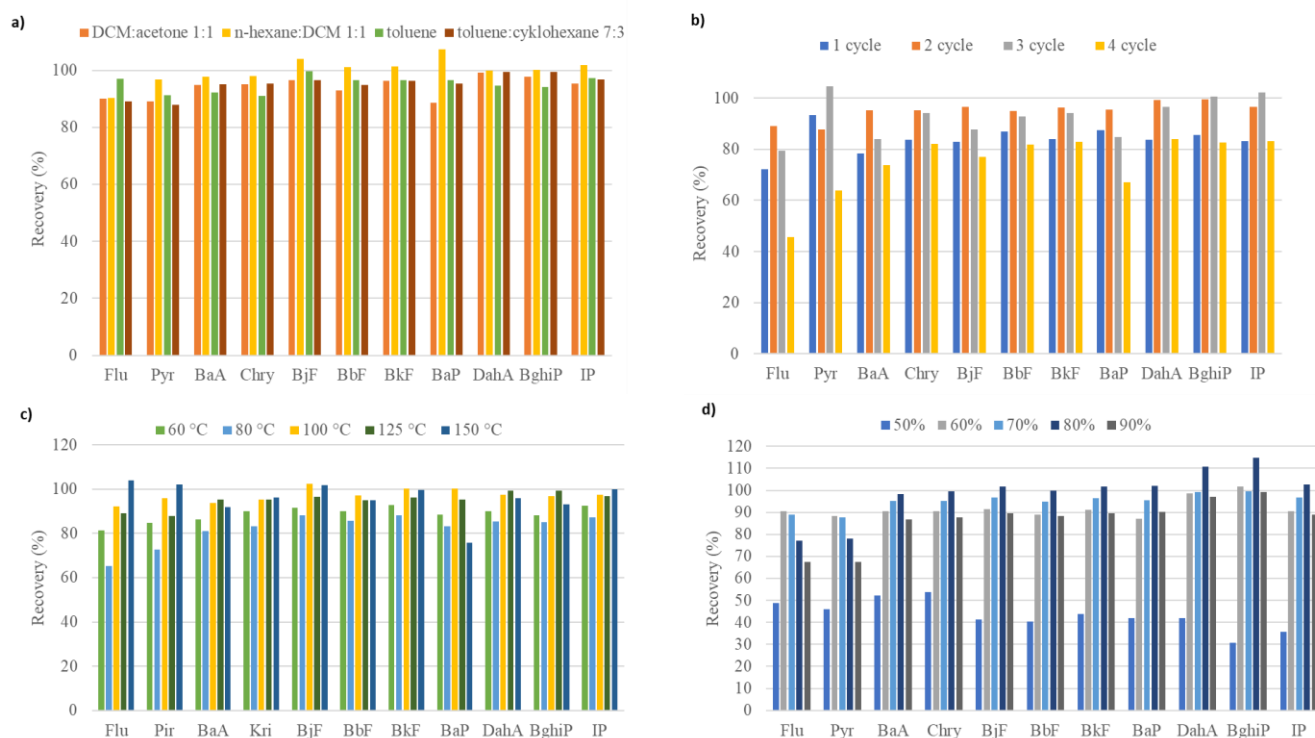 a)
DCM:acetone 1:1 n-hexane:DCM 1:1 toluene toluene:cyklohexane 7:3
100
80
60
40
20
0
Recovery (%)
Flu Pyr BaA Chry BjF BbF BkF BaP DahA BghiP IP
b)
1 cycle 2 cycle 3 cycle 4 cycle
120
100
80
60
40
20
0
Recovery (%)
Flu Pyr BaA Chry BjF BbF BkF BaP DahA BghiP IP
c)
60 °C 80 °C 100 °C 125 °C 150 °C
120
100
80
60
40
20
0
Recovery (%)
Flu Pir BaA Kri BjF BbF BkF BaP DahA BghiP IP
d)
50% 60% 70% 80% 90%
120
110
100
90
80
70
60
50
40
30
20
10
0
Recovery (%)
Flu Pyr BaA Chry BjF BbF BkF BaP DahA BghiP IP